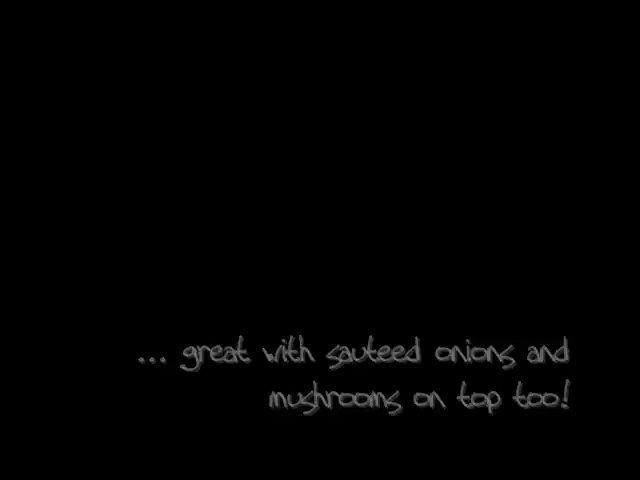 ... great with sauteed onions and
mushrooms on top too!